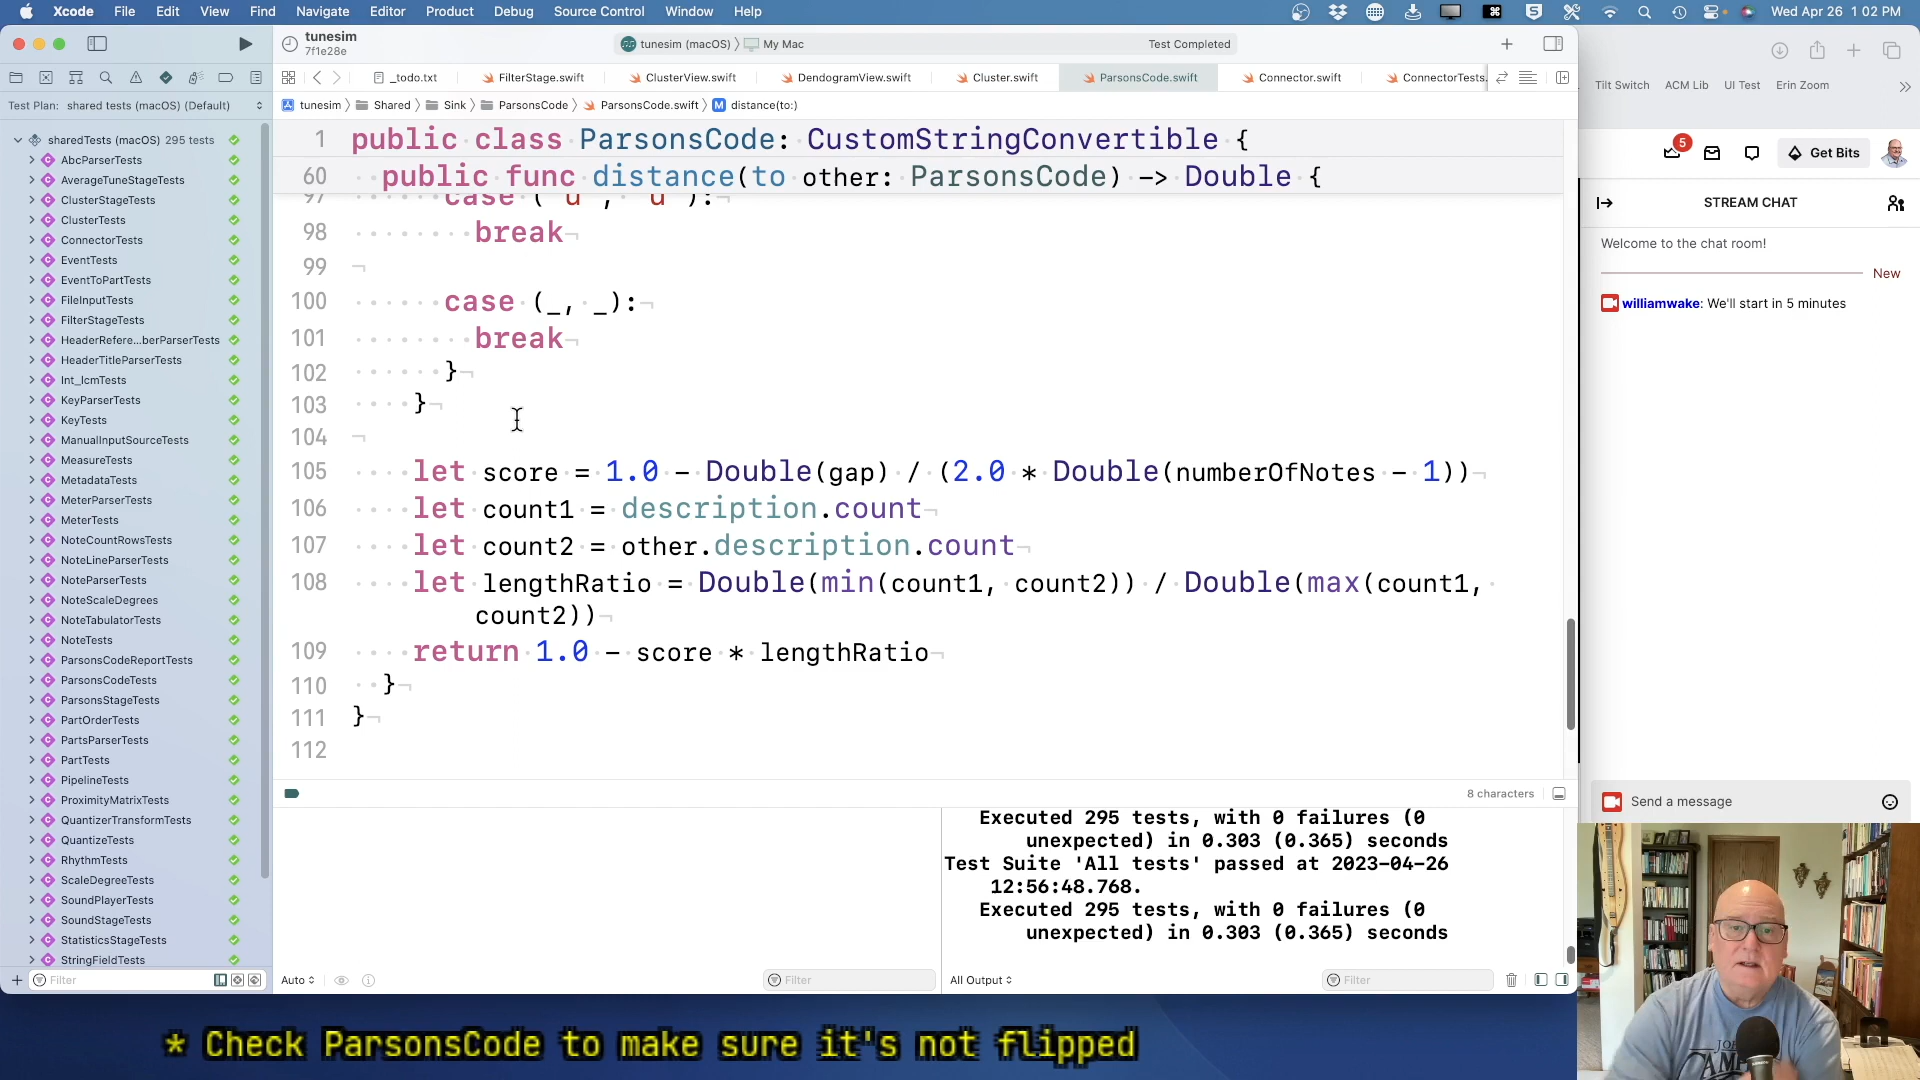 Xcode File Edit View Find Navigate Editor Product Debug Source Control Window Help
Wed Apr 26 1:02 PM
tunesim
7f1e28e
tunesim (macOS) My Mac
Test Completed
_todo.txt FilterStage.swift ClusterView.swift DendogramView.swift Cluster.swift ParsonsCode.swift Connector.swift ConnectorTests.
Test Plan: shared tests (macOS) (Default)
tunesim Shared Sink ParsonsCode ParsonsCode.swift M distance(to:)
sharedTests (macOS) 295 tests
AbcParserTests
AverageTuneStageTests
ClusterStageTests
ClusterTests
ConnectorTests
EventTests
EventToPartTests
FileInputTests
FilterStageTests
HeaderRefere...berParserTests
HeaderTitleParserTests
Int_lcmTests
KeyParserTests
KeyTests
ManualInputSourceTests
MeasureTests
MetadataTests
MeterParserTests
MeterTests
NoteCountRowsTests
NoteLineParserTests
NoteParserTests
NoteScaleDegrees
NoteTabulatorTests
NoteTests
ParsonsCodeReportTests
ParsonsCodeTests
ParsonsStageTests
PartOrderTests
PartsParserTests
PartTests
PipelineTests
ProximityMatrixTests
QuantizerTransformTests
QuantizeTests
RhythmTests
ScaleDegreeTests
SoundPlayerTests
SoundStageTests
StatisticsStageTests
StringFieldTests
Filter
1 public class ParsonsCode: CustomStringConvertible {
60 public func distance(to other: ParsonsCode) -> Double {
97 case ("d", "d"):
98 break
99
100 case (_, _):
101 break
102 }
103 }
104
105 let score = 1.0 - Double(gap) / (2.0 * Double(numberOfNotes - 1))
106 let count1 = description.count
107 let count2 = other.description.count
108 let lengthRatio = Double(min(count1, count2)) / Double(max(count1,
count2))
109 return 1.0 - score * lengthRatio
110 }
111 }
112
8 characters
Executed 295 tests, with 0 failures (0
unexpected) in 0.303 (0.365) seconds
Test Suite 'All tests' passed at 2023-04-26
12:56:48.768.
Executed 295 tests, with 0 failures (0
unexpected) in 0.303 (0.365) seconds
Auto Filter All Output Filter
Tilt Switch ACM Lib UI Test Erin Zoom
5 Get Bits
STREAM CHAT
Welcome to the chat room!
New
williamwake: We'll start in 5 minutes
Send a message
* Check ParsonsCode to make sure it's not flipped